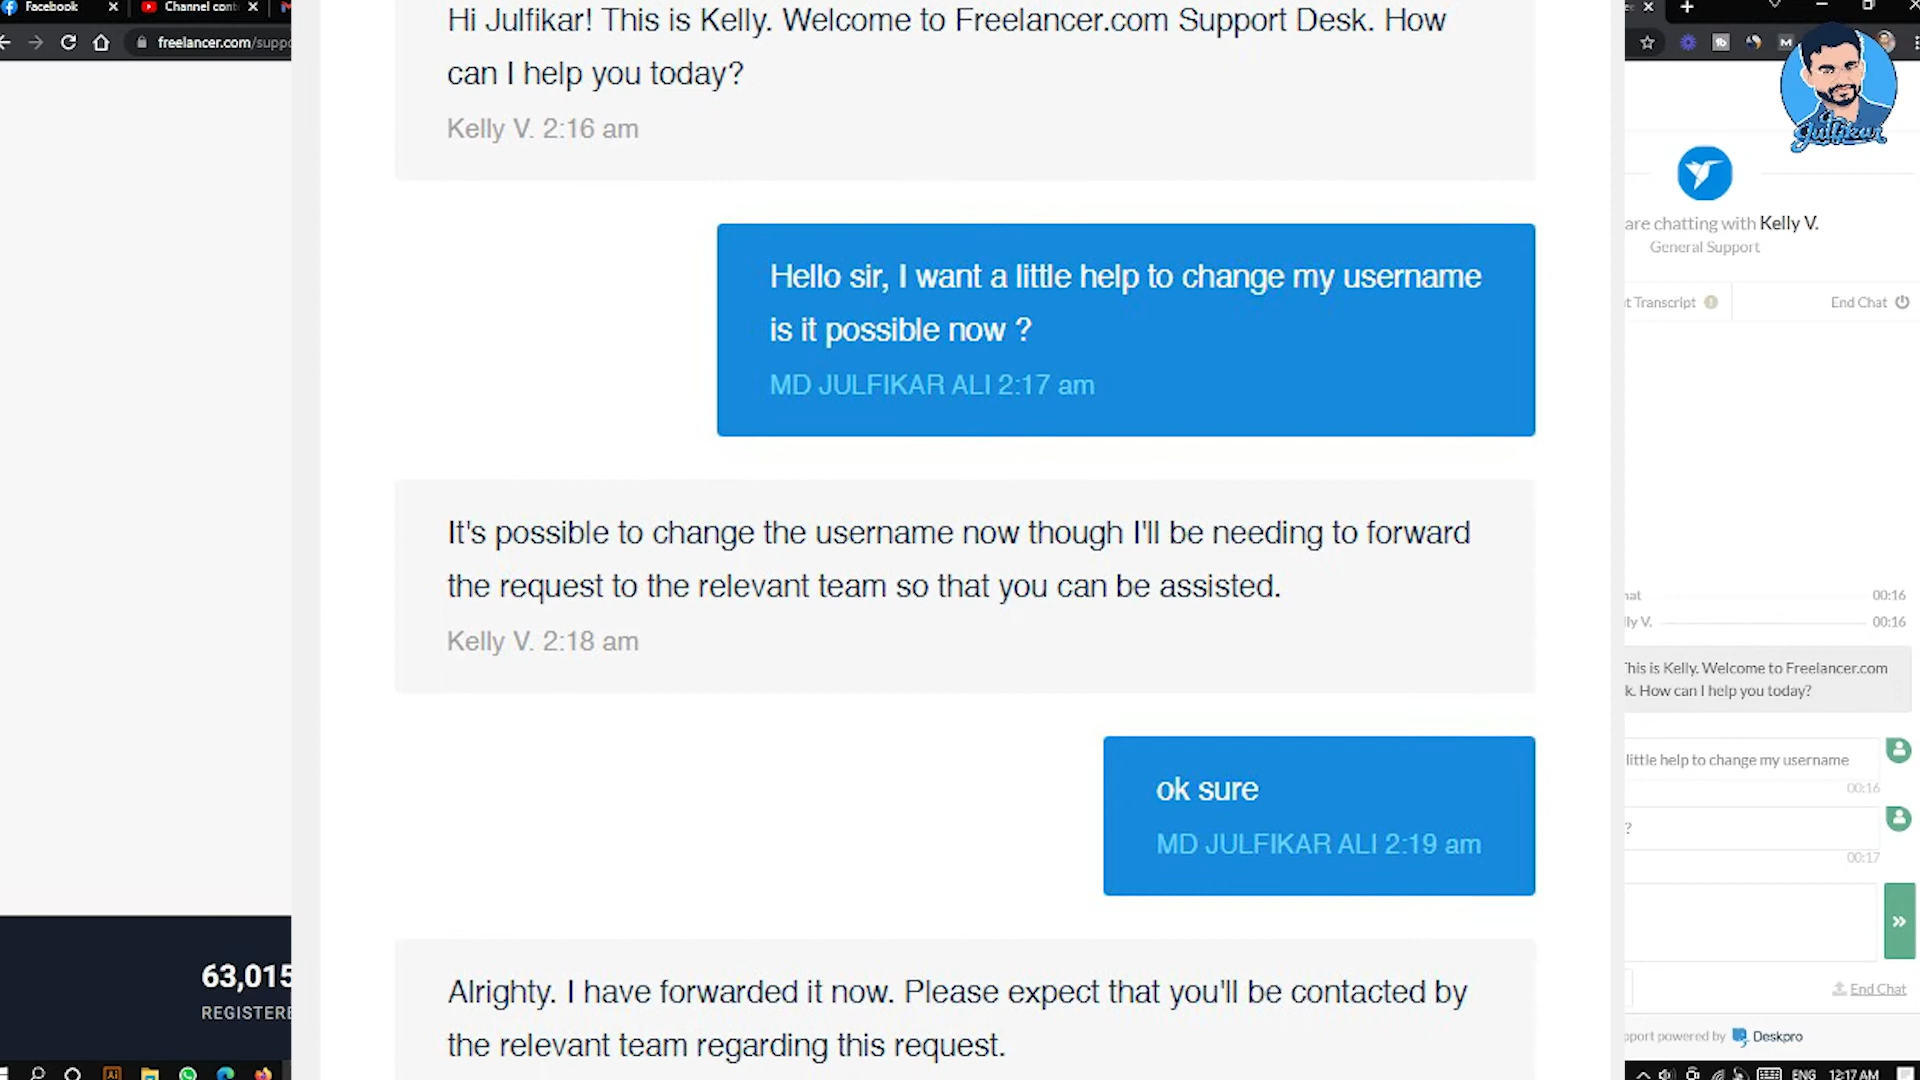 Facebook
Channel cont
freelancer.com/suppo
Hi Julfikar! This is Kelly. Welcome to Freelancer.com Support Desk. How
can I help you today?
Kelly V. 2:16 am
Hello sir, I want a little help to change my username
is it possible now ?
MD JULFIKAR ALI 2:17 am
It's possible to change the username now though I'll be needing to forward
the request to the relevant team so that you can be assisted.
Kelly V. 2:18 am
ok sure
MD JULFIKAR ALI 2:19 am
Alrighty. I have forwarded it now. Please expect that you'll be contacted by
the relevant team regarding this request.
63,015
REGISTERE
Julfikar
are chatting with Kelly V.
General Support
t Transcript
End Chat
hat 00:16
lly V. 00:16
This is Kelly. Welcome to Freelancer.com
k. How can I help you today?
little help to change my username
00:16
?
00:17
End Chat
pport powered by Deskpro
ENG 12:17 AM